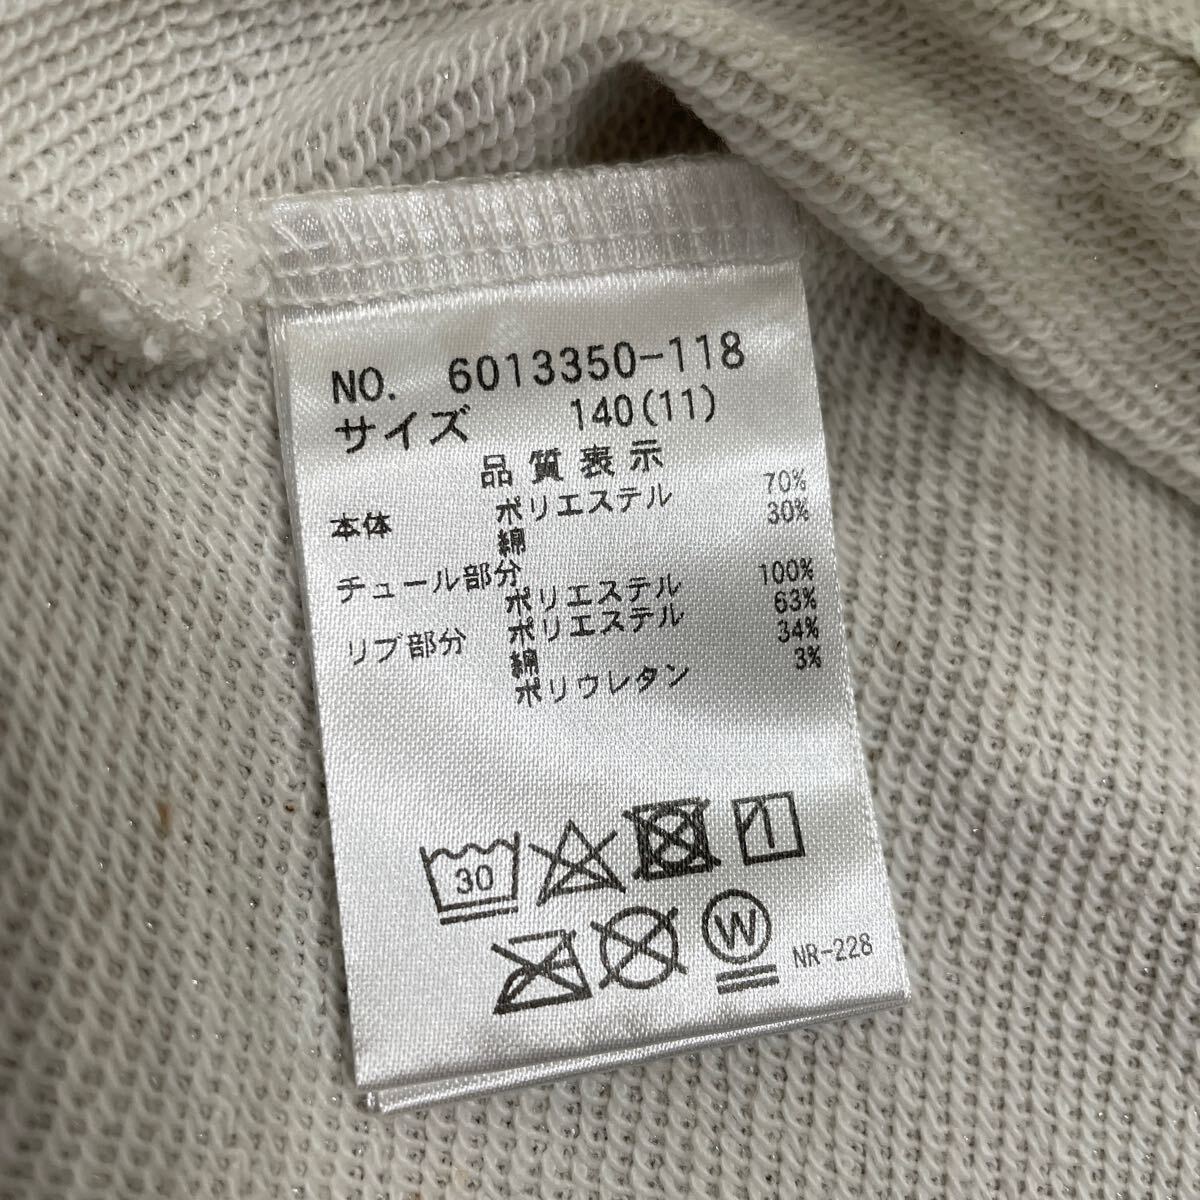 NO. 6013350-118
サイズ 140(11)
品質表示
本体 ポリエステル 70%
綿 30%
チュール部分
ポリエステル 100%
リブ部分 ポリエステル 63%
綿 34%
ポリウレタン 3%
30
W
NR-228